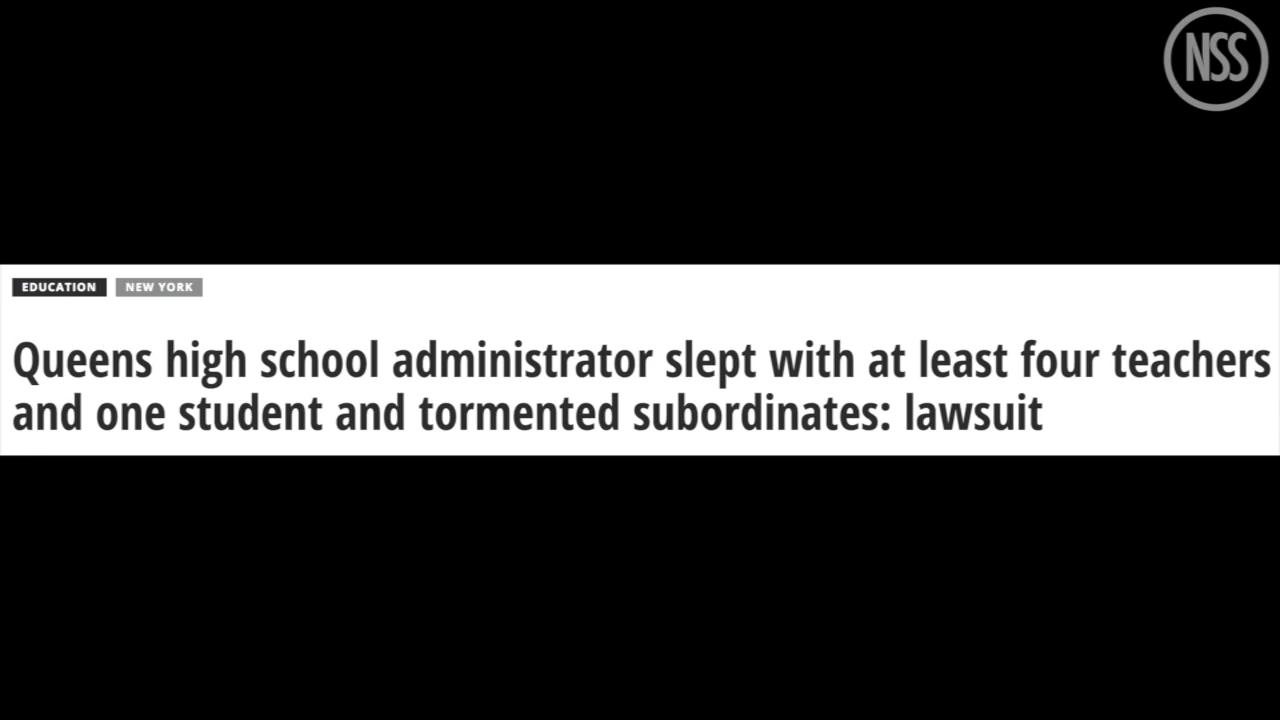 NSS
EDUCATION NEW YORK
Queens high school administrator slept with at least four teachers
and one student and tormented subordinates: lawsuit